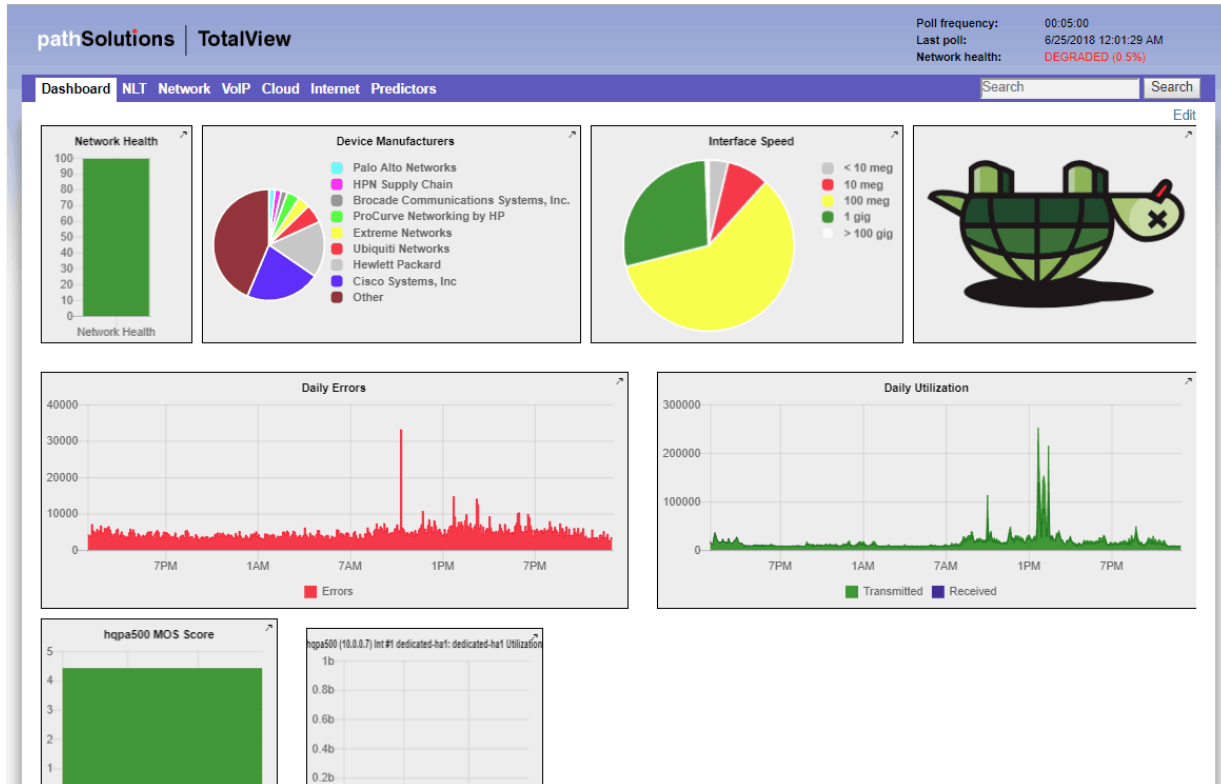 pathSolutions TotalView
Poll frequency: 00:05:00
Last poll: 6/25/2018 12:01:29 AM
Network health: DEGRADED (0.5%)
Dashboard NLT Network VoIP Cloud Internet Predictors Search Search
Edit
Network Health
100
90
80
70
60
50
40
30
20
10
0
Network Health
Device Manufacturers
Palo Alto Networks
HPN Supply Chain
Brocade Communications Systems, Inc.
ProCurve Networking by HP
Extreme Networks
Ubiquiti Networks
Hewlett Packard
Cisco Systems, Inc
Other
Interface Speed
< 10 meg
10 meg
100 meg
1 gig
> 100 gig
Daily Errors
40000
30000
20000
10000
0
7PM 1AM 7AM 1PM 7PM
Errors
Daily Utilization
300000
200000
100000
0
7PM 1AM 7AM 1PM 7PM
Transmitted Received
hqpa500 MOS Score
5
4
3
2
1
hqpa500 (10.0.0.7) Int #1 dedicated-ha1: dedicated-ha1 Utilization
1b
0.8b
0.6b
0.4b
0.2b